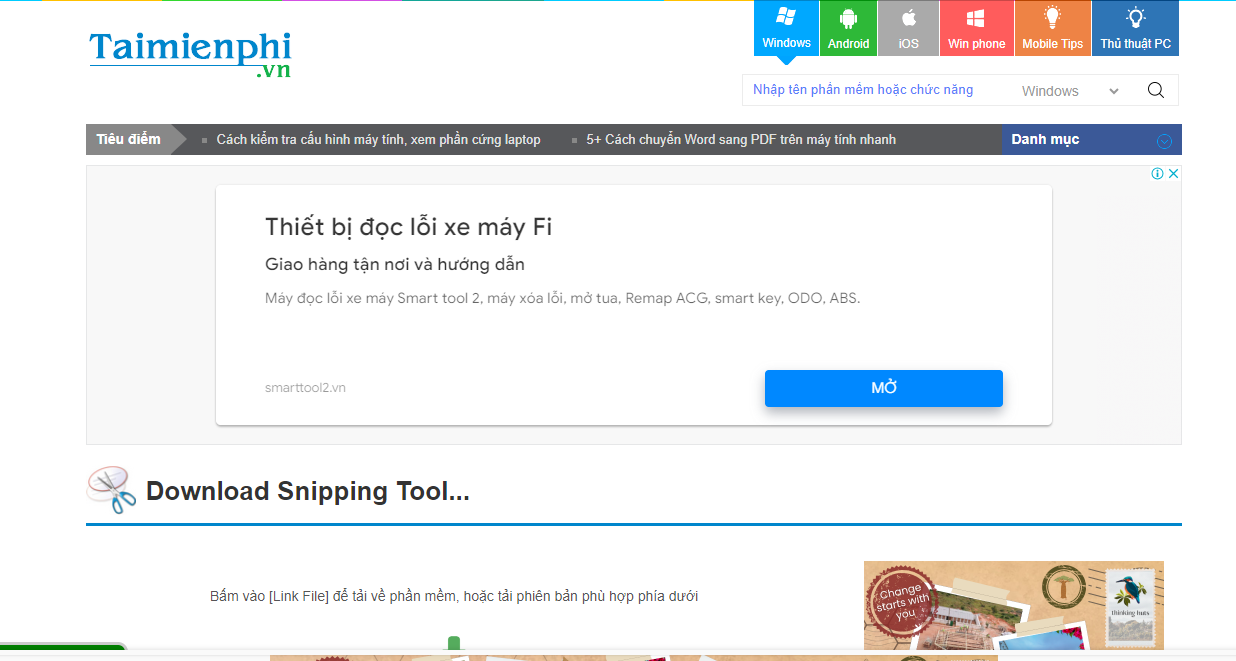 Taimienphi
.vn
Windows
Android
iOS
Win phone
Mobile Tips
Thủ thuật PC
Nhập tên phần mềm hoặc chức năng
Windows
Tiêu điểm
Cách kiểm tra cấu hình máy tính, xem phần cứng laptop
5+ Cách chuyển Word sang PDF trên máy tính nhanh
Danh mục
Thiết bị đọc lỗi xe máy Fi
Giao hàng tận nơi và hướng dẫn
Máy đọc lỗi xe máy Smart tool 2, máy xóa lỗi, mở tua, Remap ACG, smart key, ODO, ABS.
smarttool2.vn
MỞ
Download Snipping Tool...
Bấm vào [Link File] để tải về phần mềm, hoặc tải phiên bản phù hợp phía dưới
Change
starts with
you
thinking huts